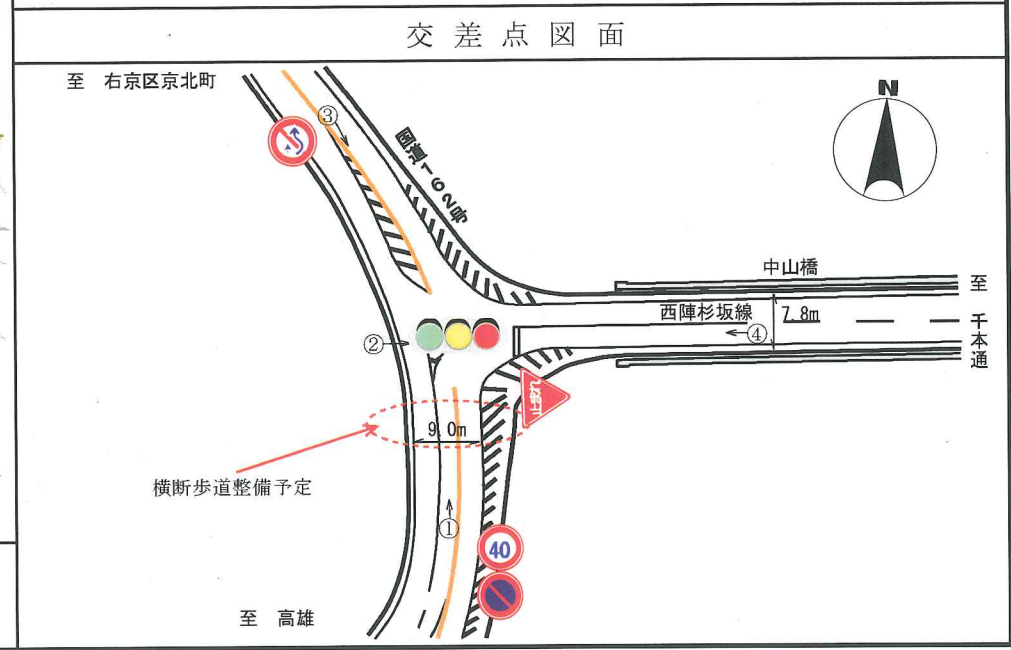 交差点図面
至 右京区京北町
N
③
国道162号
中山橋
至 千本通
西陣杉坂線
7.8m
④
②
止まれ
9.0m
横断歩道整備予定
①
40
至 高雄